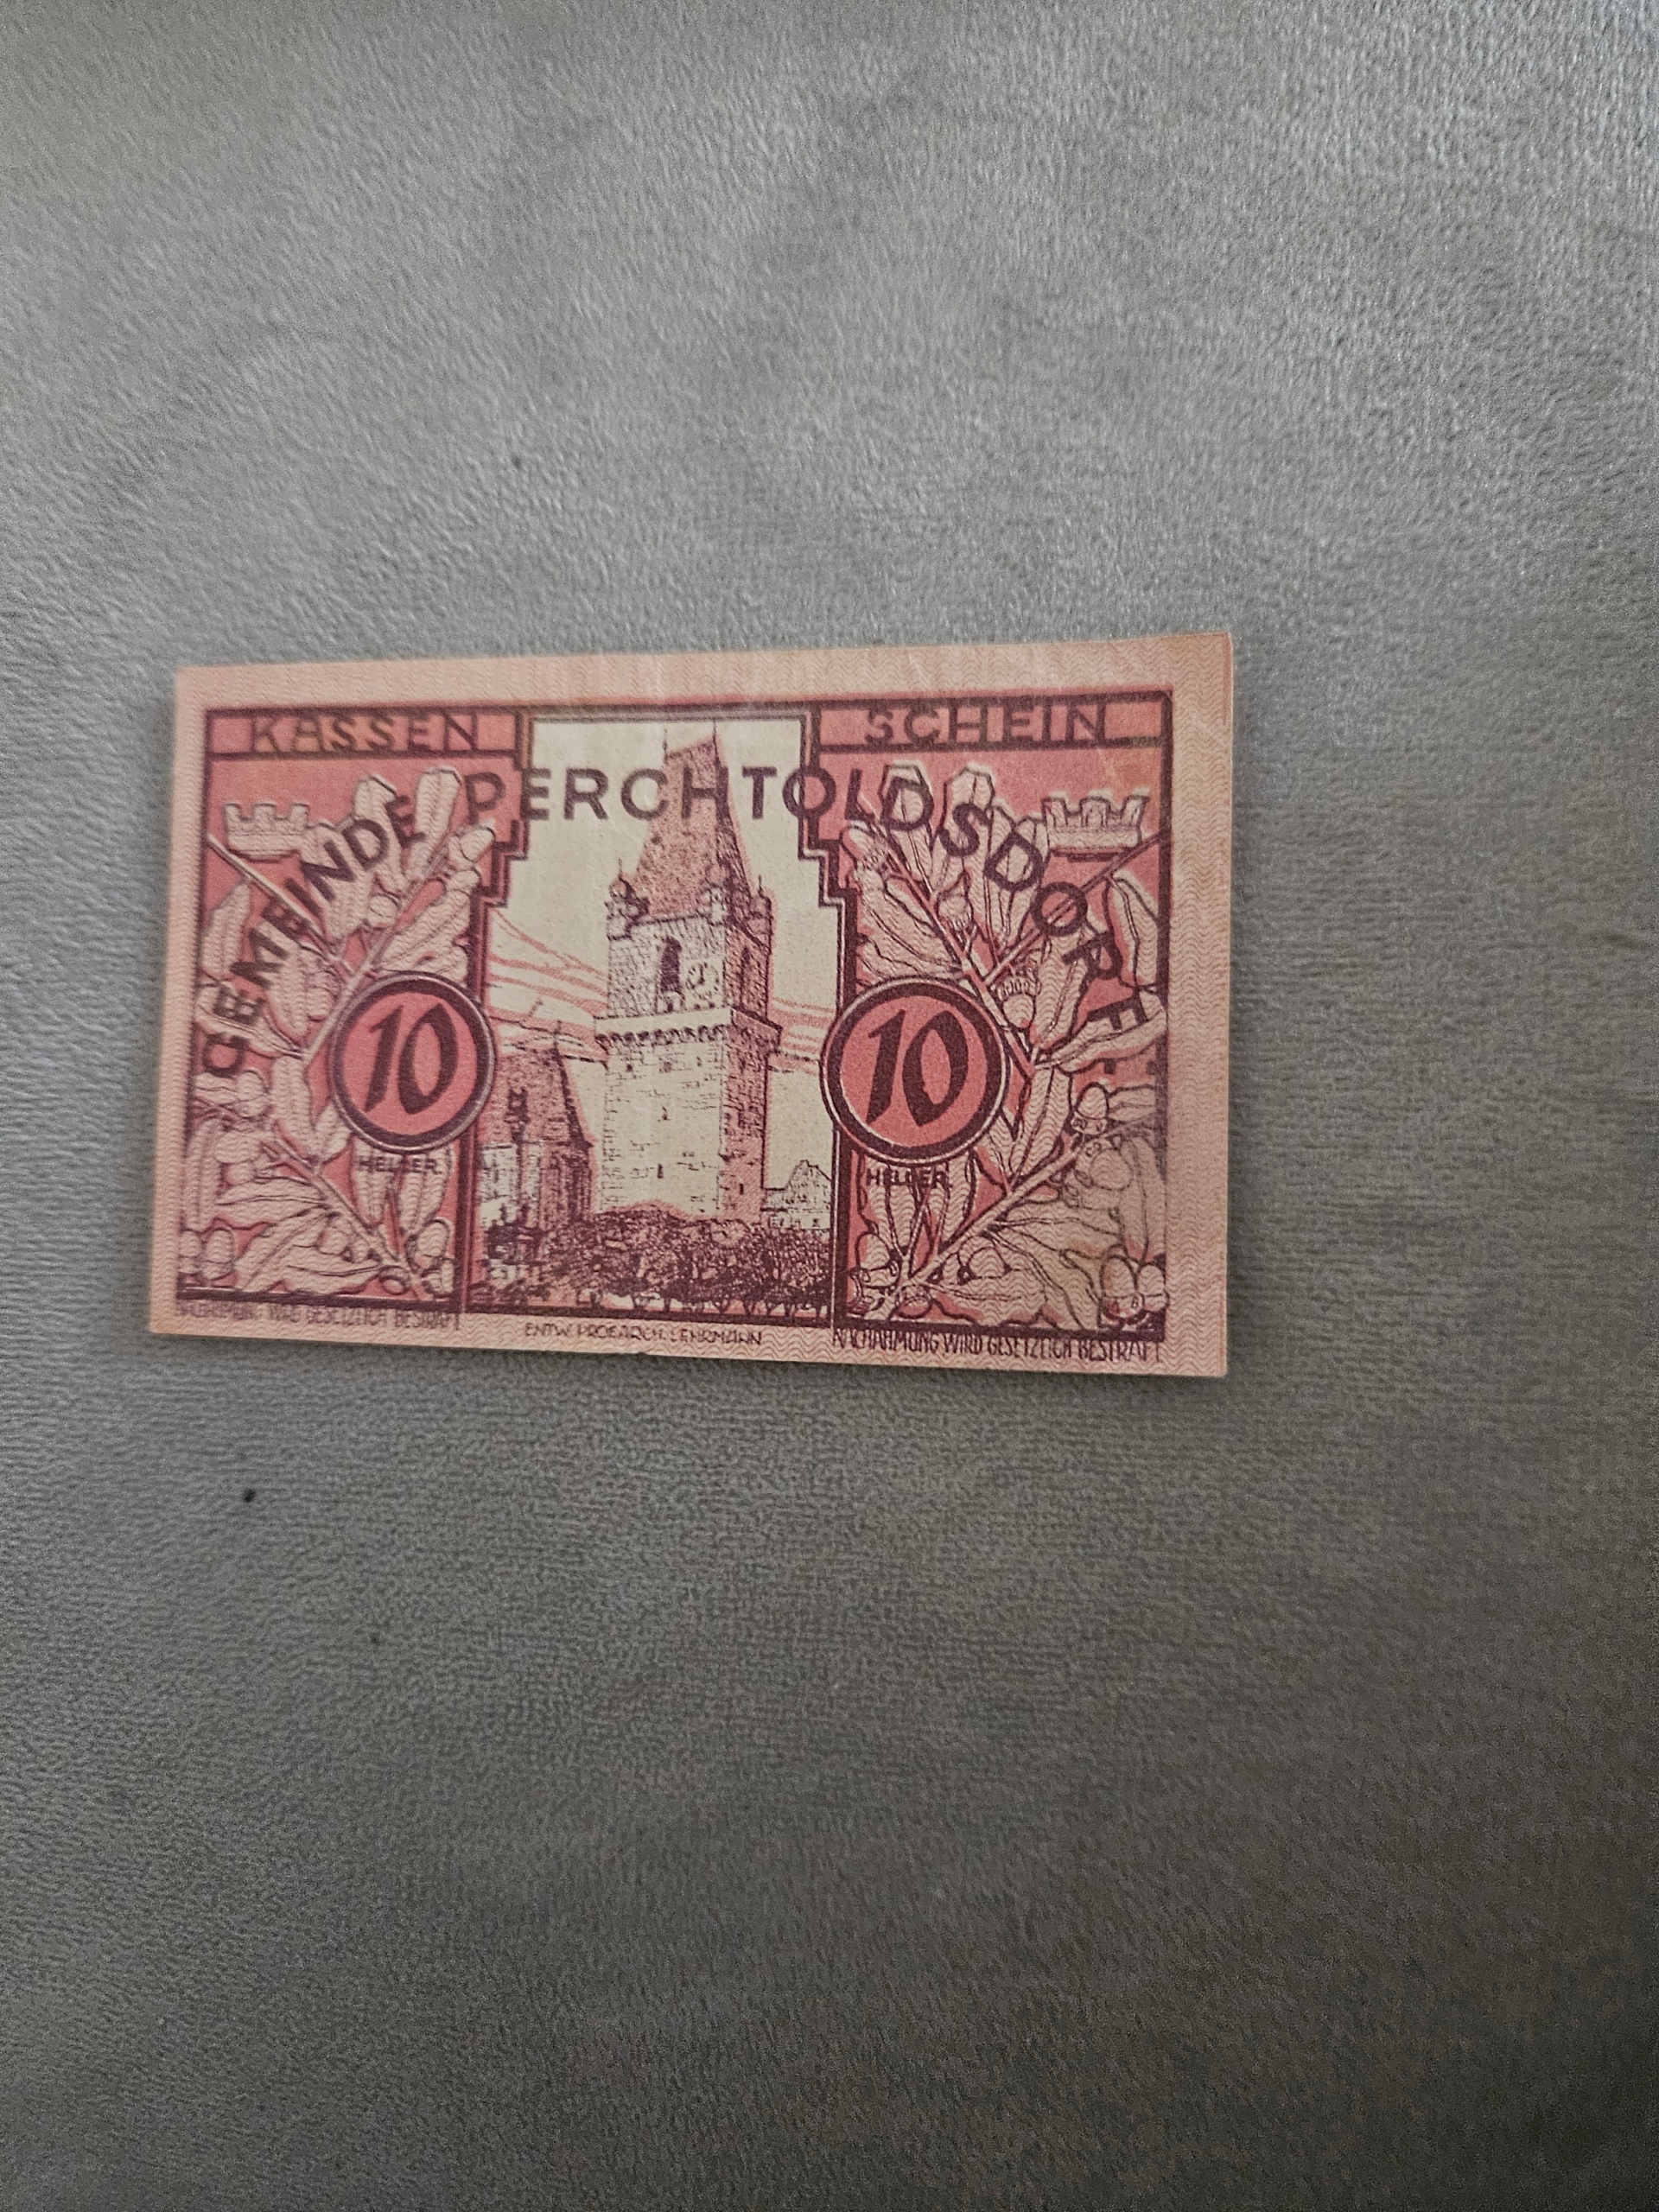 KASSEN SCHEIN
GEMEINDE PERCHTOLDSDORF
10 10
HELLER HELLER
NACHAHMUNG WIRD GESETZLICH BESTRAFT
ENTW. PROF. ARCH. LEHRMANN
NACHAHMUNG WIRD GESETZLICH BESTRAFT